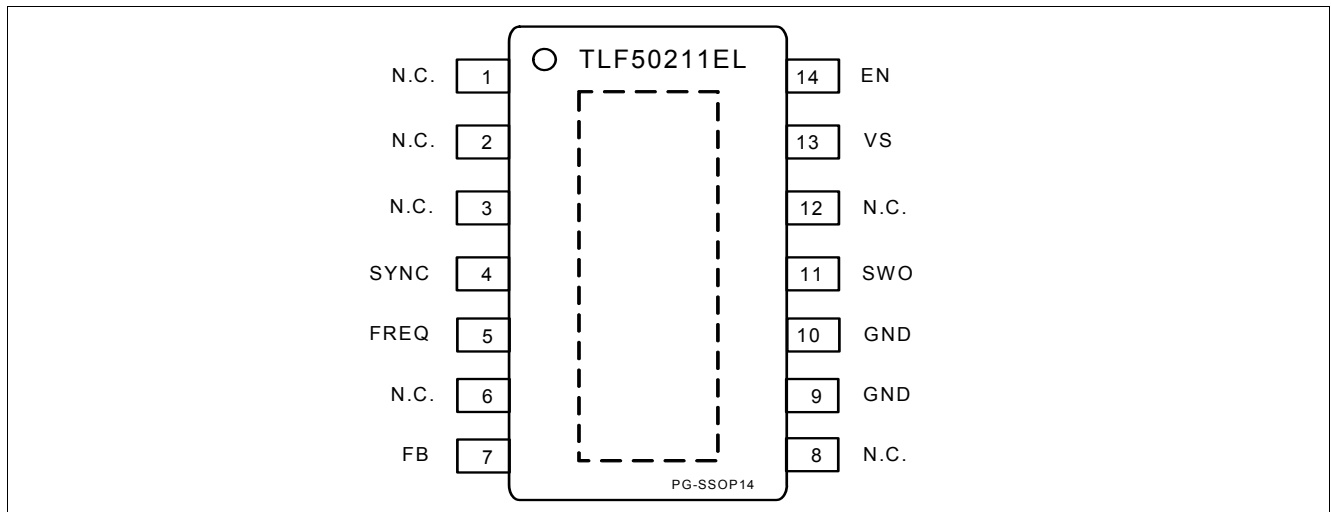 TLF50211EL
N.C. 1 14 EN
N.C. 2 13 VS
N.C. 3 12 N.C.
SYNC 4 11 SWO
FREQ 5 10 GND
N.C. 6 9 GND
FB 7 8 N.C.
PG-SSOP14